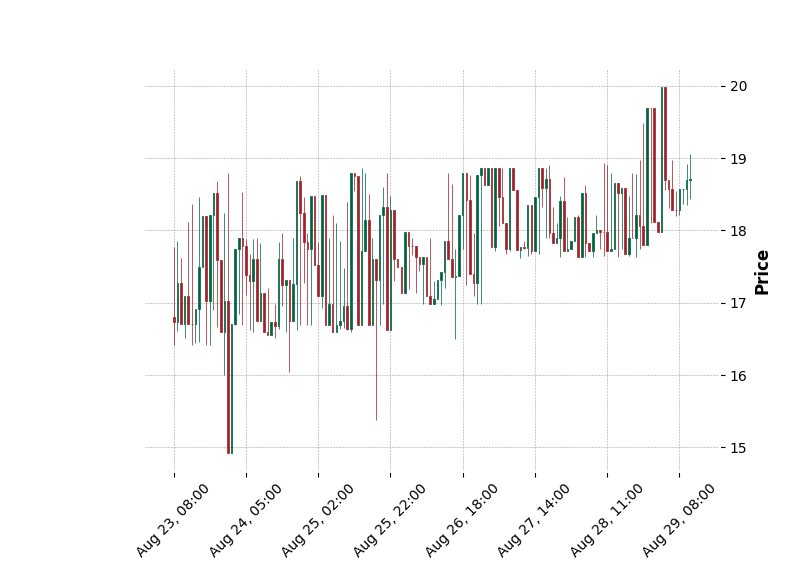 20
19
18
17
16
15
Price
Aug 23, 08:00
Aug 24, 05:00
Aug 25, 02:00
Aug 25, 22:00
Aug 26, 18:00
Aug 27, 14:00
Aug 28, 11:00
Aug 29, 08:00